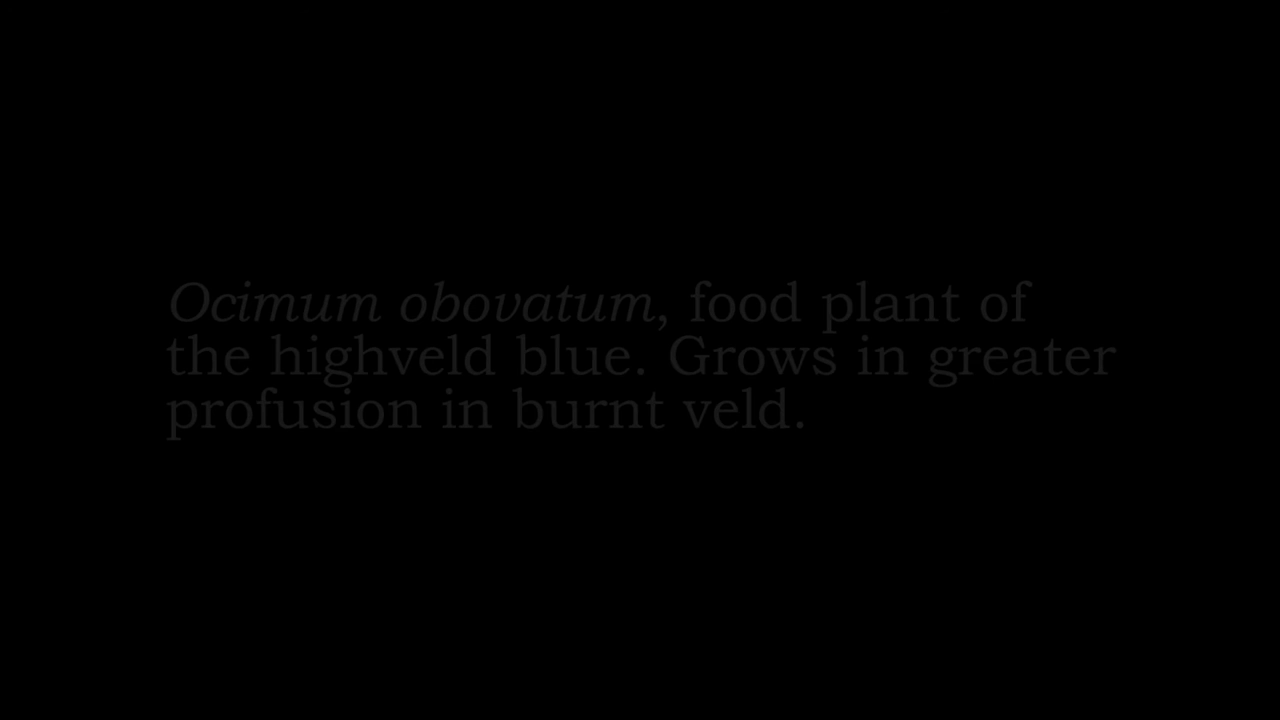 Ocimum obovatum, food plant of
the highveld blue. Grows in greater
profusion in burnt veld.